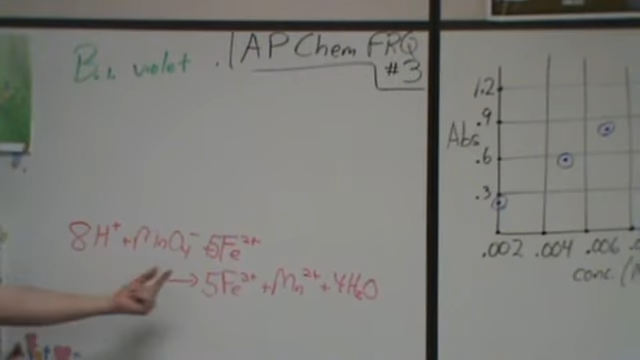 B.i. violet . AP Chem FRQ
#3
8H⁺ + MnO₄⁻ 5Fe²⁺
→ 5Fe²⁺ + Mn²⁺ + 4H₂O
1.2
.9
Abs
.6
.3
.002 .004 .006
conc.